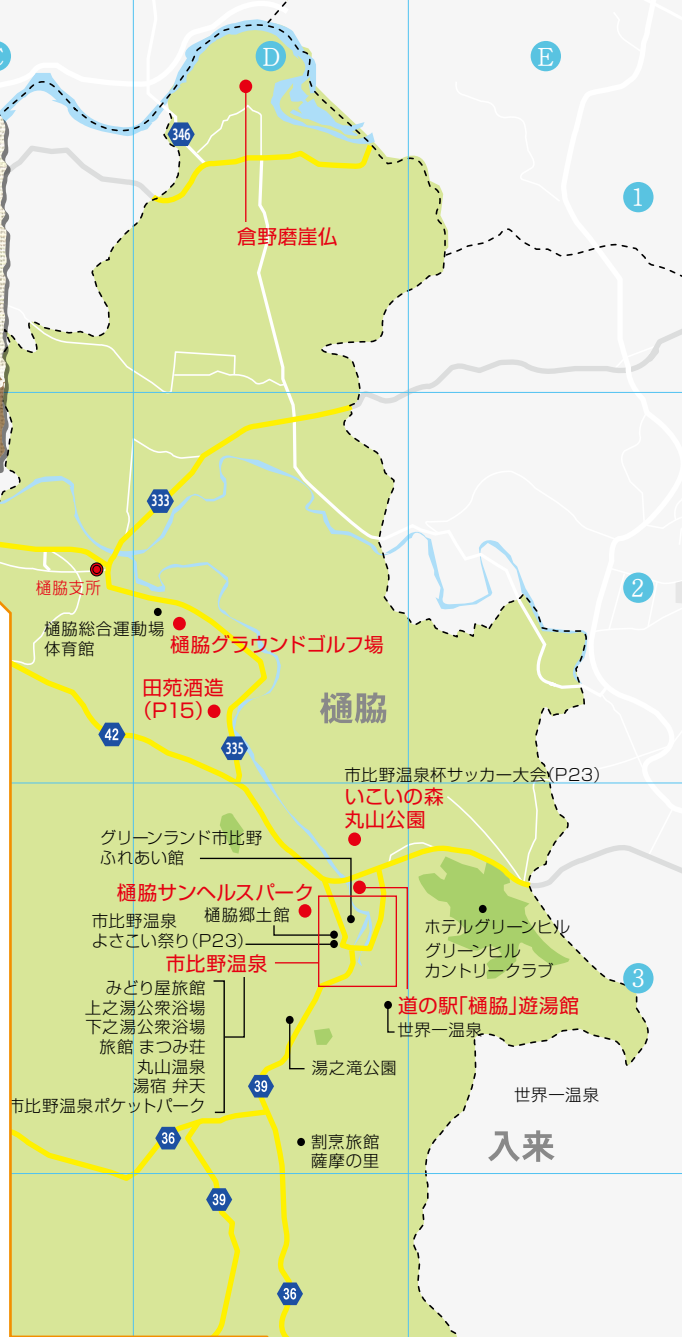 D
E
346
1
倉野磨崖仏
333
樋脇支所
2
樋脇総合運動場
体育館
樋脇グラウンドゴルフ場
田苑酒造
(P15)
樋脇
42
335
市比野温泉杯サッカー大会(P23)
いこいの森
丸山公園
グリーンランド市比野
ふれあい館
樋脇サンヘルスパーク
樋脇郷土館
市比野温泉
よさこい祭り(P23)
ホテルグリーンヒル
グリーンヒル
カントリークラブ
市比野温泉
3
みどり屋旅館
上之湯公衆浴場
下之湯公衆浴場
旅館 まつみ荘
丸山温泉
湯宿 弁天
市比野温泉ポケットパーク
道の駅「樋脇」遊湯館
世界一温泉
湯之滝公園
39
世界一温泉
36
割烹旅館
薩摩の里
入来
39
36